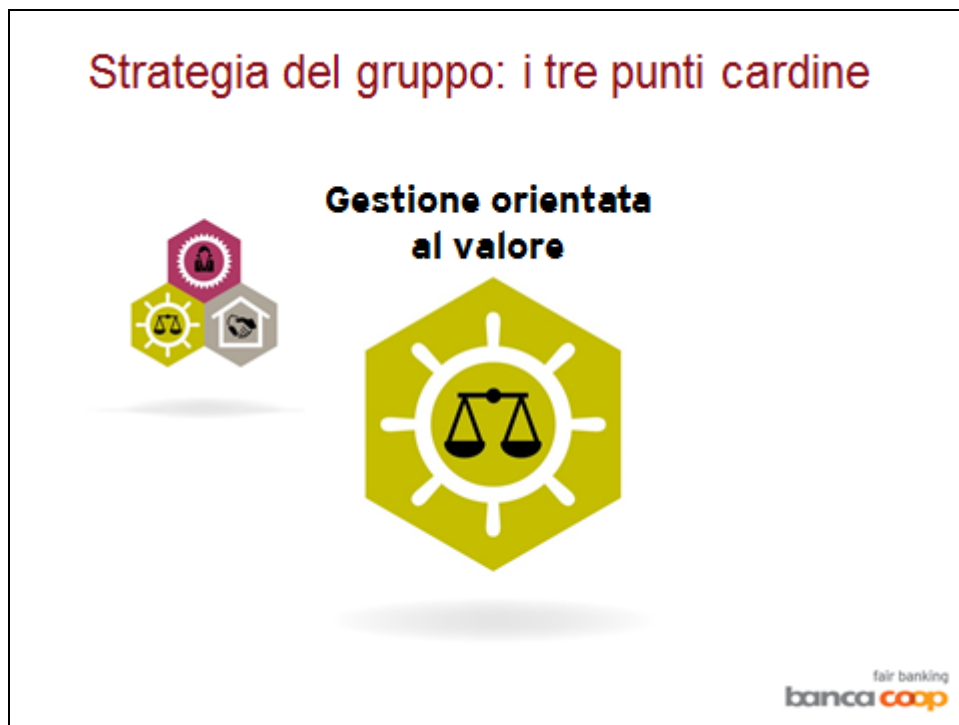 Strategia del gruppo: i tre punti cardine
Gestione orientata
al valore
fair banking
banca coop